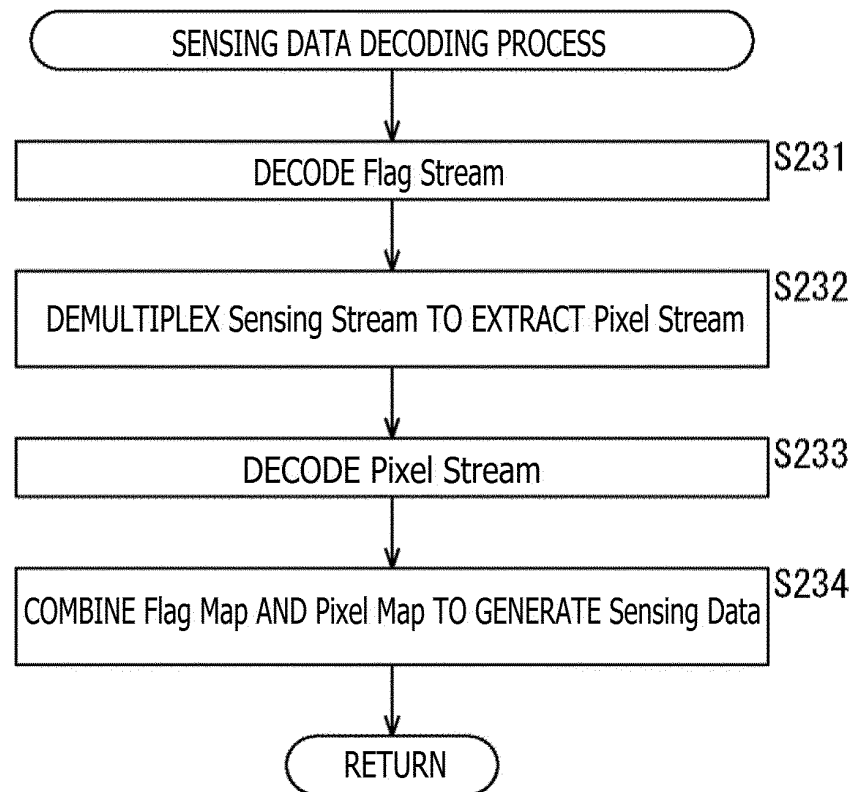 SENSING DATA DECODING PROCESS
S231
DECODE Flag Stream
S232
DEMULTIPLEX Sensing Stream TO EXTRACT Pixel Stream
S233
DECODE Pixel Stream
S234
COMBINE Flag Map AND Pixel Map TO GENERATE Sensing Data
RETURN